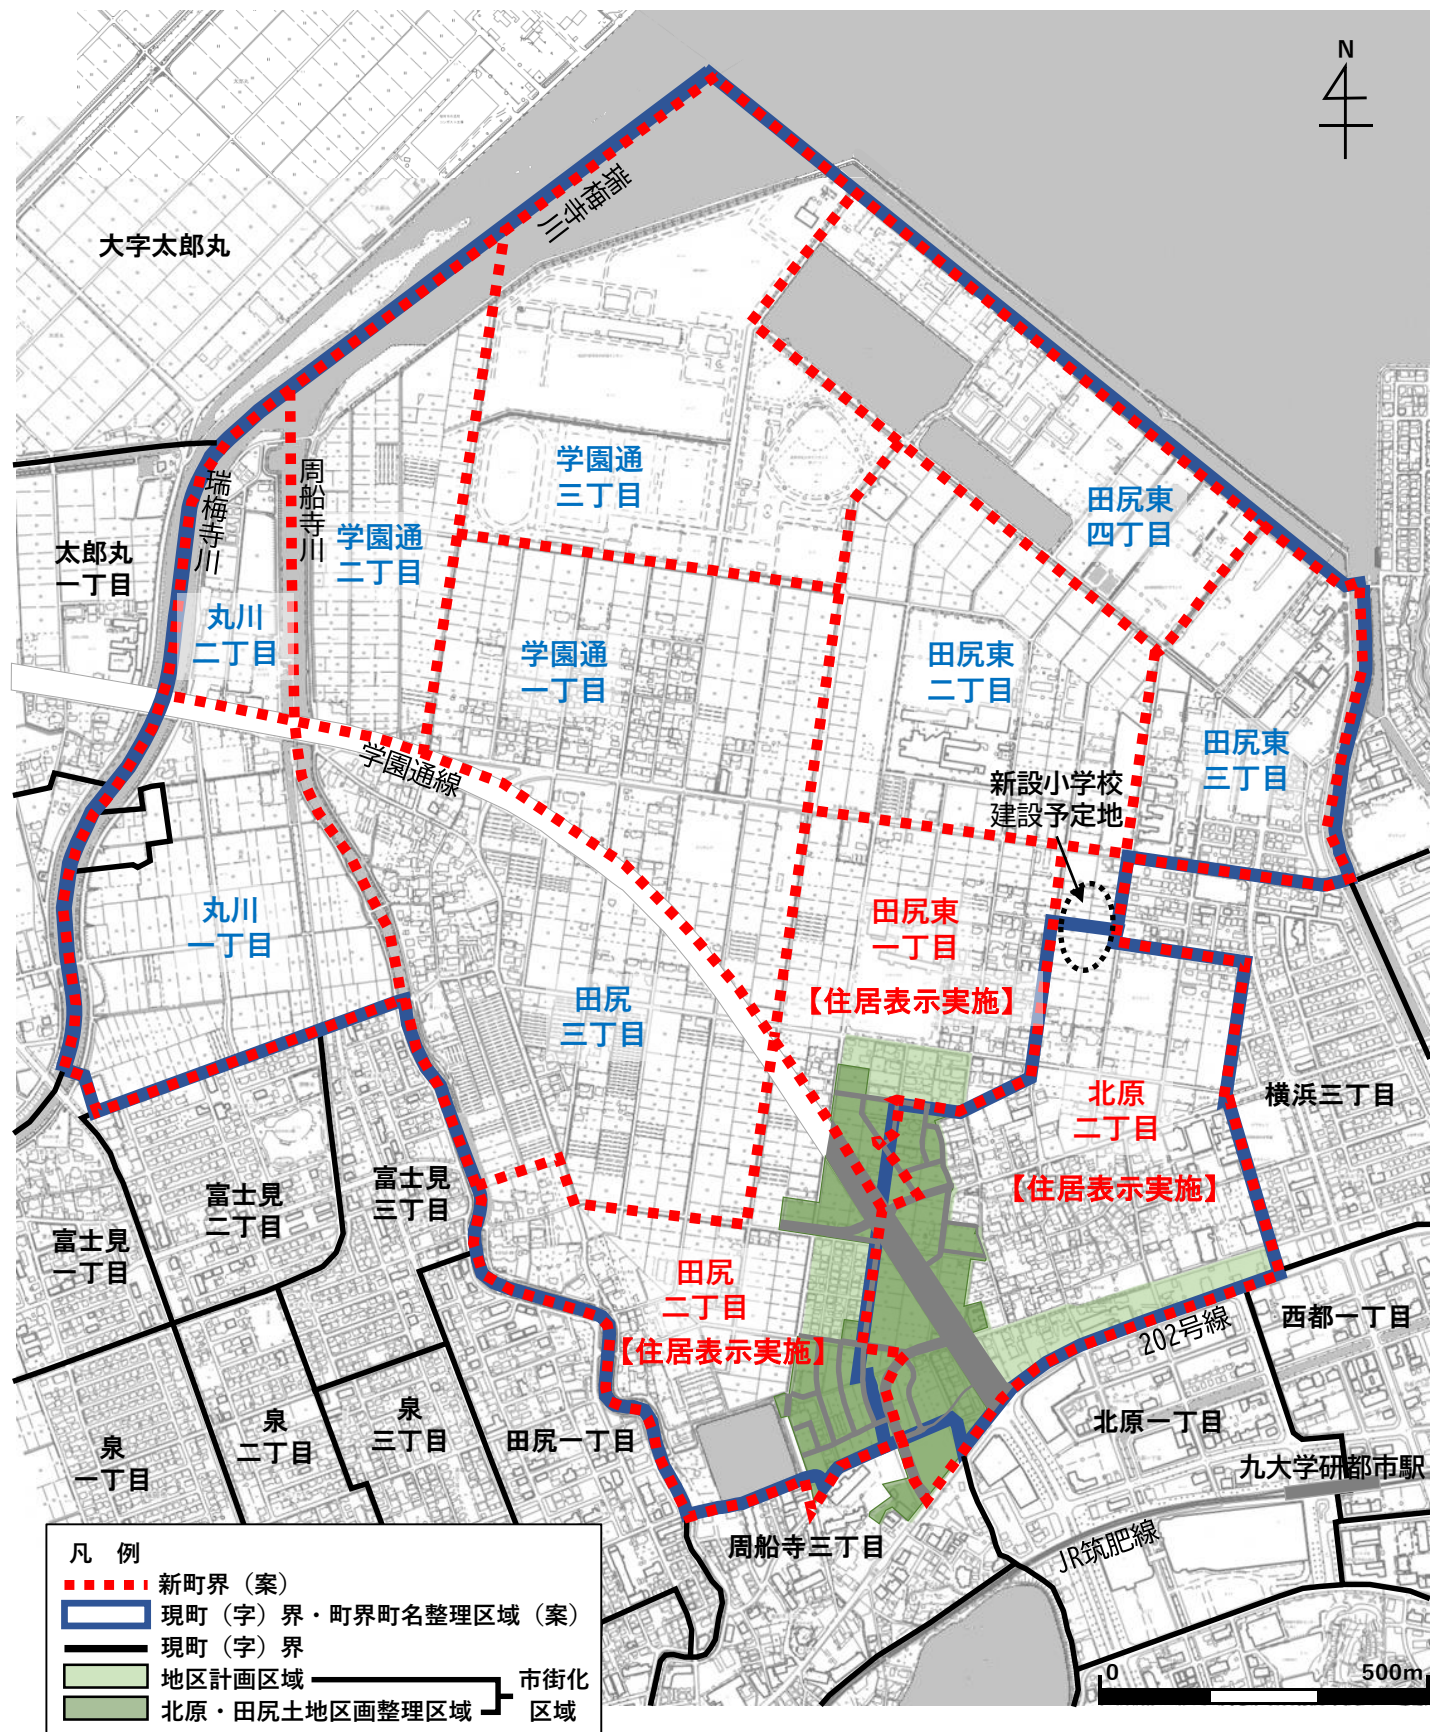 N
瑞梅寺川
大字太郎丸
学園通
三丁目
田尻東
四丁目
瑞梅寺川
周船寺川
学園通
二丁目
太郎丸
一丁目
丸川
二丁目
学園通
一丁目
田尻東
二丁目
田尻東
三丁目
学園通線
新設小学校
建設予定地
丸川
一丁目
田尻東
一丁目
【住居表示実施】
田尻
三丁目
北原
二丁目
【住居表示実施】
横浜三丁目
富士見
三丁目
富士見
二丁目
富士見
一丁目
田尻
二丁目
【住居表示実施】
西都一丁目
202号線
北原一丁目
泉
一丁目
泉
二丁目
泉
三丁目
田尻一丁目
九大学研都市駅
周船寺三丁目
JR筑肥線
凡 例
新町界（案）
現町（字）界・町界町名整理区域（案）
現町（字）界
地区計画区域
北原・田尻土地区画整理区域
市街化
区域
0
500m